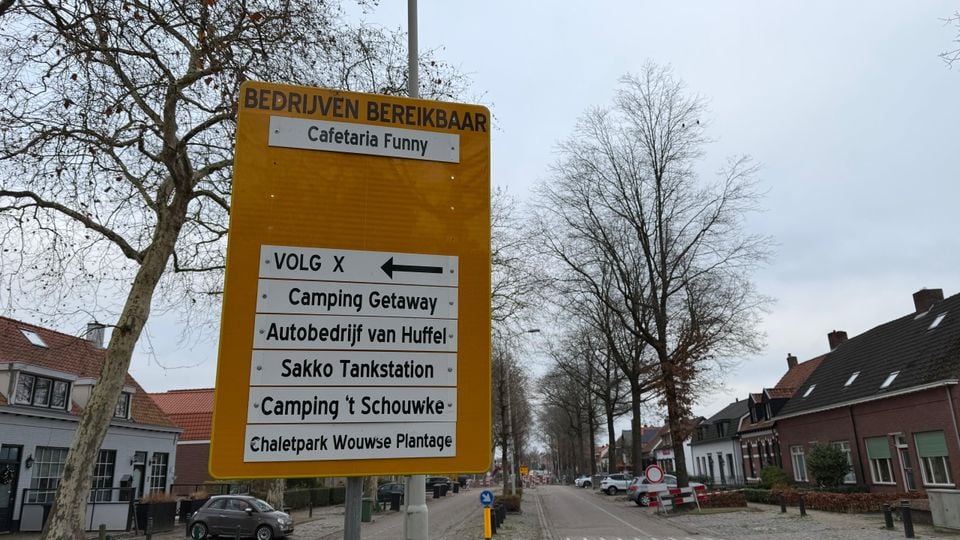 BEDRIJVEN BEREIKBAAR
Cafetaria Funny
VOLG X ←
Camping Getaway
Autobedrijf van Huffel
Sakko Tankstation
Camping 't Schouwke
Chaletpark Wouwse Plantage